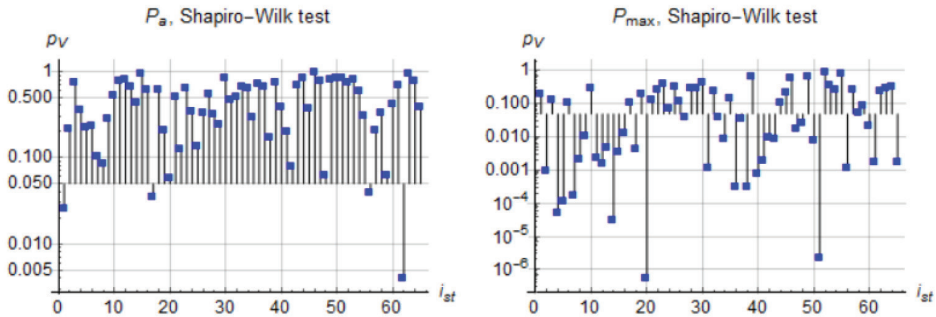 Pa, Shapiro-Wilk test
pV
1
0.500
0.100
0.050
0.010
0.005
0 10 20 30 40 50 60 ist
Pmax, Shapiro-Wilk test
pV
1
0.100
0.010
0.001
10⁻⁴
10⁻⁵
10⁻⁶
0 10 20 30 40 50 60 ist